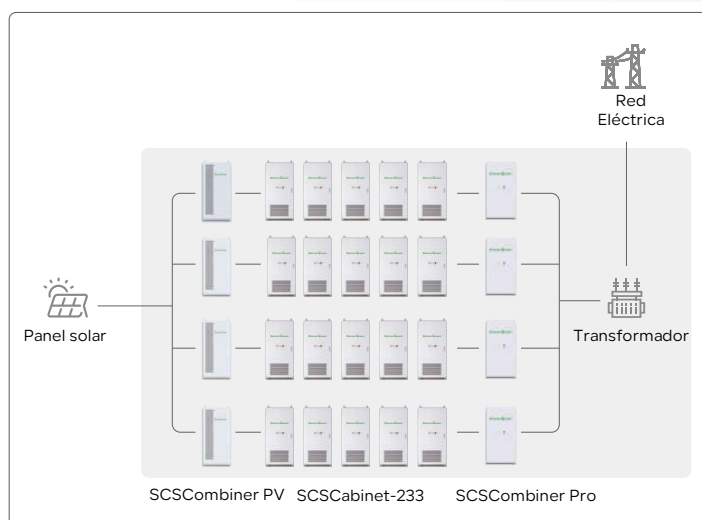 Red
Eléctrica
Panel solar
Transformador
SCSCombiner PV
SCSCabinet-233
SCSCombiner Pro